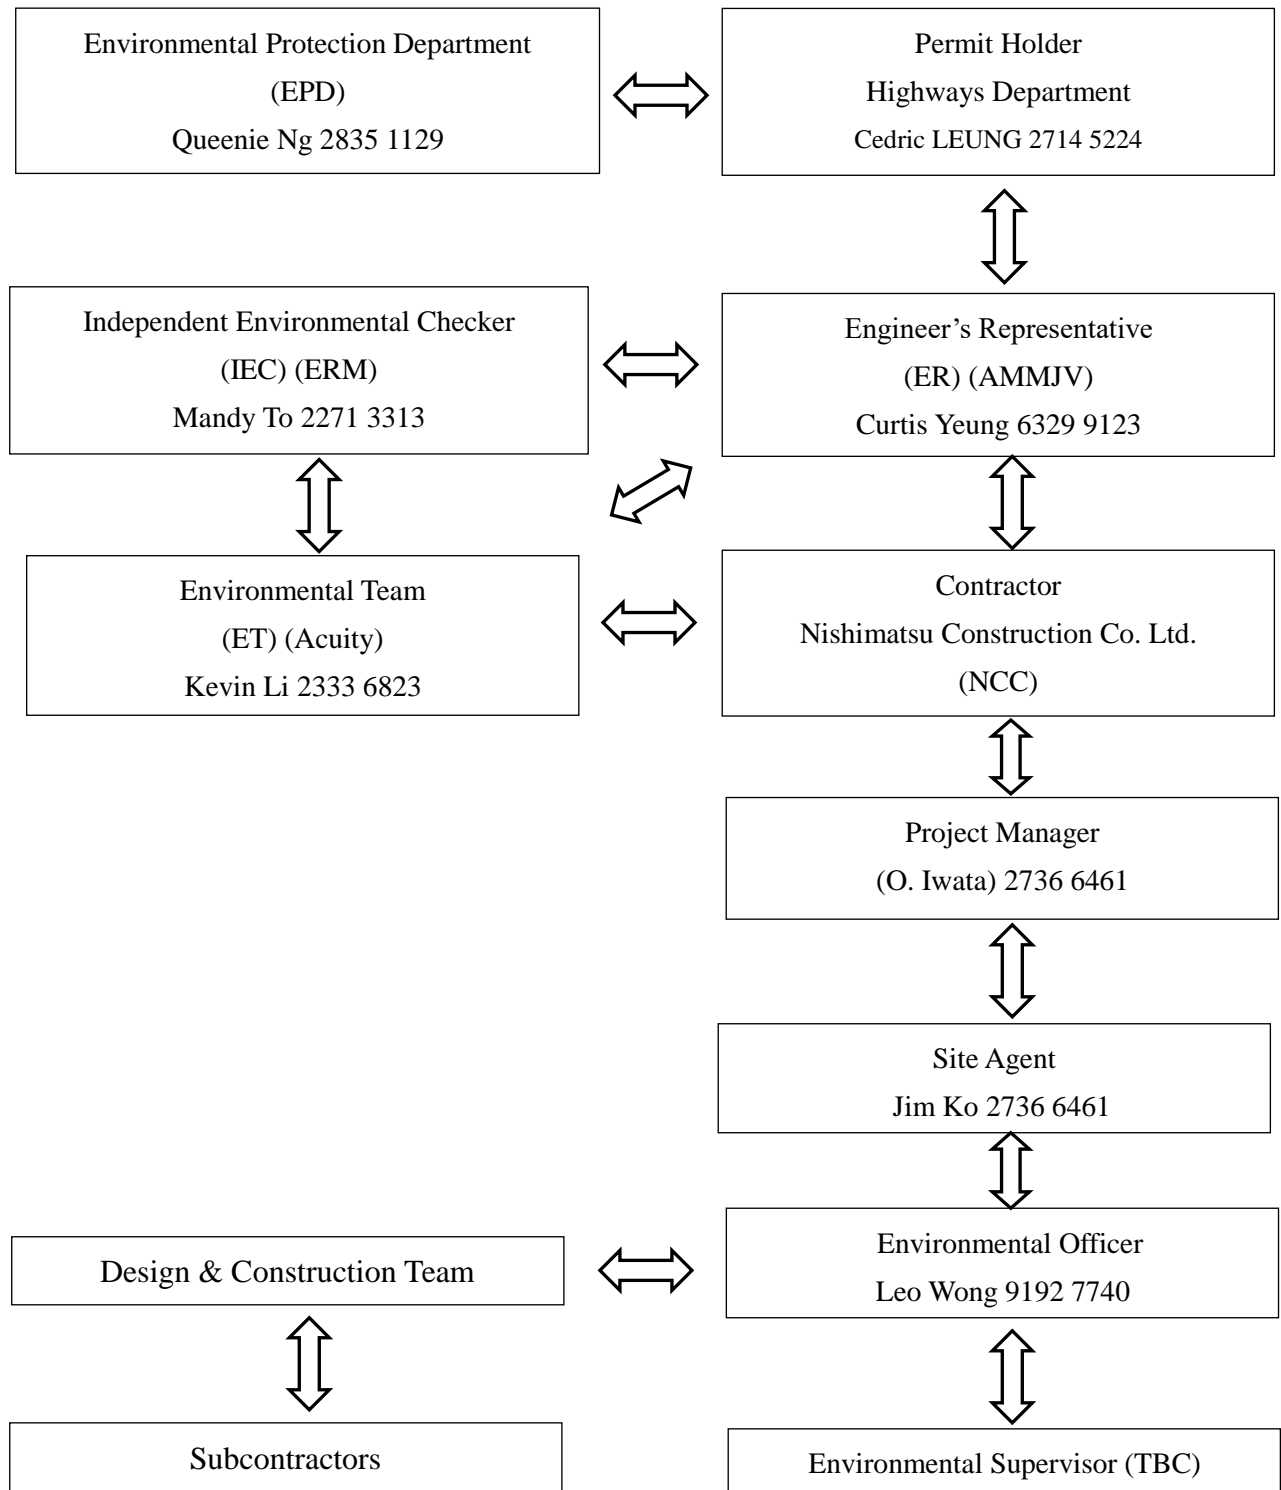 Environmental Protection Department
(EPD)
Queenie Ng 2835 1129
Permit Holder
Highways Department
Cedric LEUNG 2714 5224
Independent Environmental Checker
(IEC) (ERM)
Mandy To 2271 3313
Engineer’s Representative
(ER) (AMMJV)
Curtis Yeung 6329 9123
Environmental Team
(ET) (Acuity)
Kevin Li 2333 6823
Contractor
Nishimatsu Construction Co. Ltd.
(NCC)
Project Manager
(O. Iwata) 2736 6461
Site Agent
Jim Ko 2736 6461
Environmental Officer
Leo Wong 9192 7740
Design & Construction Team
Subcontractors
Environmental Supervisor (TBC)